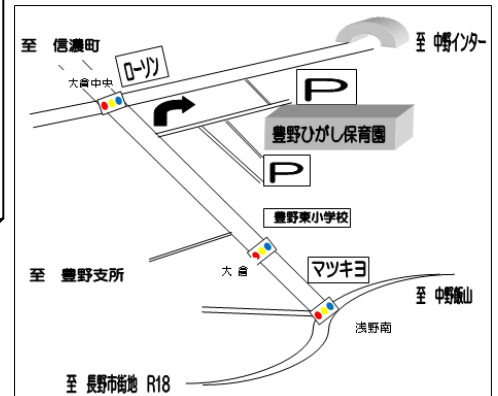 至 信濃町
至 中野インター
ローソン
大倉中央
P
豊野ひがし保育園
P
豊野東小学校
大倉
マツキヨ
至 豊野支所
至 中野飯山
浅野南
至 長野市街地 R18